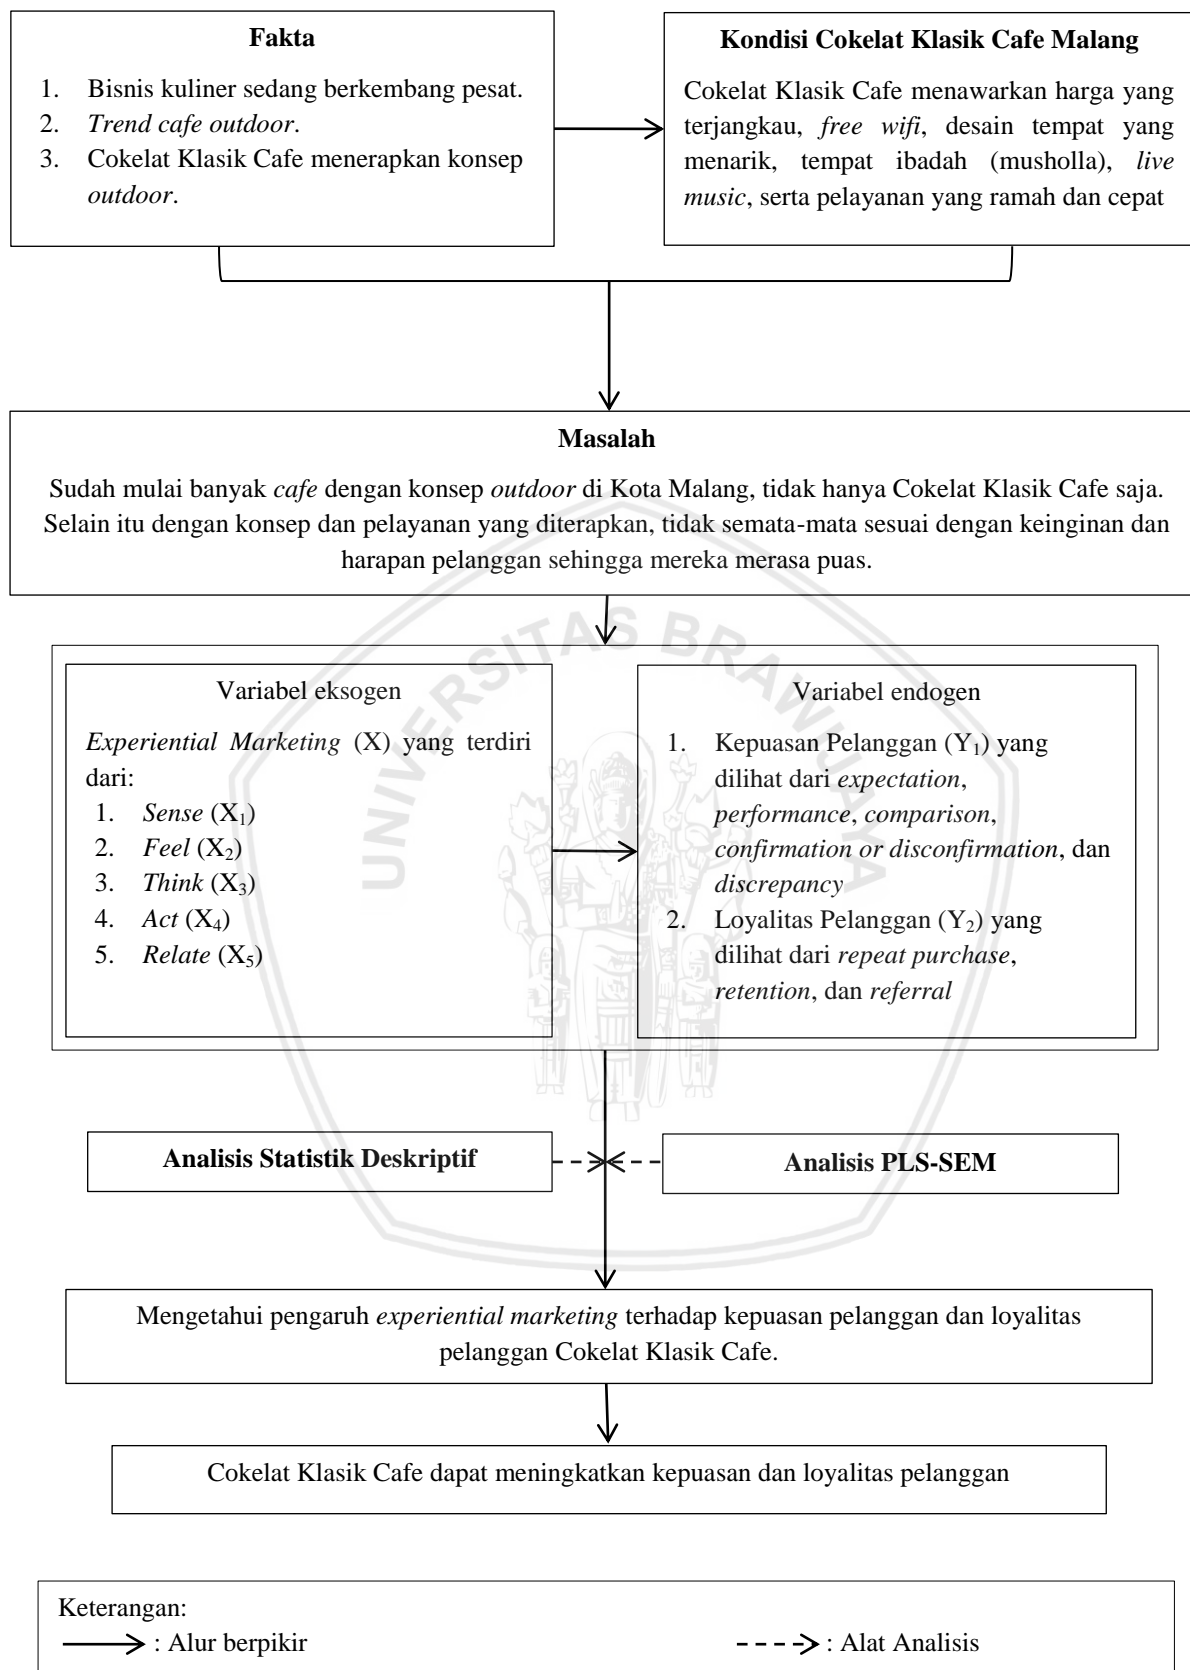 Fakta
1. Bisnis kuliner sedang berkembang pesat.
2. Trend cafe outdoor.
3. Cokelat Klasik Cafe menerapkan konsep
outdoor.
Kondisi Cokelat Klasik Cafe Malang
Cokelat Klasik Cafe menawarkan harga yang
terjangkau, free wifi, desain tempat yang
menarik, tempat ibadah (musholla), live
music, serta pelayanan yang ramah dan cepat
Masalah
Sudah mulai banyak cafe dengan konsep outdoor di Kota Malang, tidak hanya Cokelat Klasik Cafe saja.
Selain itu dengan konsep dan pelayanan yang diterapkan, tidak semata-mata sesuai dengan keinginan dan
harapan pelanggan sehingga mereka merasa puas.
UNIVERSITAS BRAWIJAYA
Variabel eksogen
Experiential Marketing (X) yang terdiri
dari:
1. Sense (X₁)
2. Feel (X₂)
3. Think (X₃)
4. Act (X₄)
5. Relate (X₅)
Variabel endogen
1. Kepuasan Pelanggan (Y₁) yang
dilihat dari expectation,
performance, comparison,
confirmation or disconfirmation, dan
discrepancy
2. Loyalitas Pelanggan (Y₂) yang
dilihat dari repeat purchase,
retention, dan referral
Analisis Statistik Deskriptif
Analisis PLS-SEM
Mengetahui pengaruh experiential marketing terhadap kepuasan pelanggan dan loyalitas
pelanggan Cokelat Klasik Cafe.
Cokelat Klasik Cafe dapat meningkatkan kepuasan dan loyalitas pelanggan
Keterangan:
: Alur berpikir
: Alat Analisis